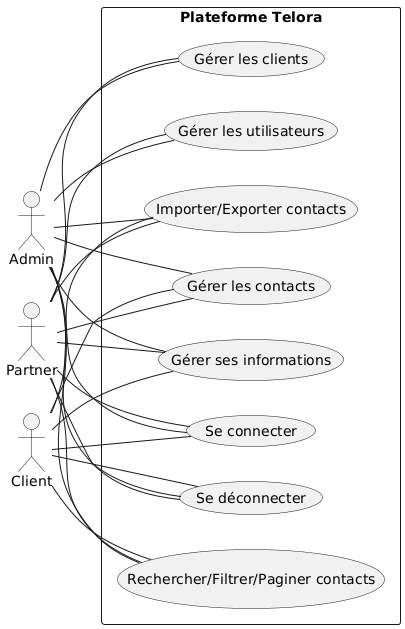 Plateforme Telora
Gérer les clients
Gérer les utilisateurs
Importer/Exporter contacts
Admin
Gérer les contacts
Partner
Gérer ses informations
Client
Se connecter
Se déconnecter
Rechercher/Filtrer/Paginer contacts